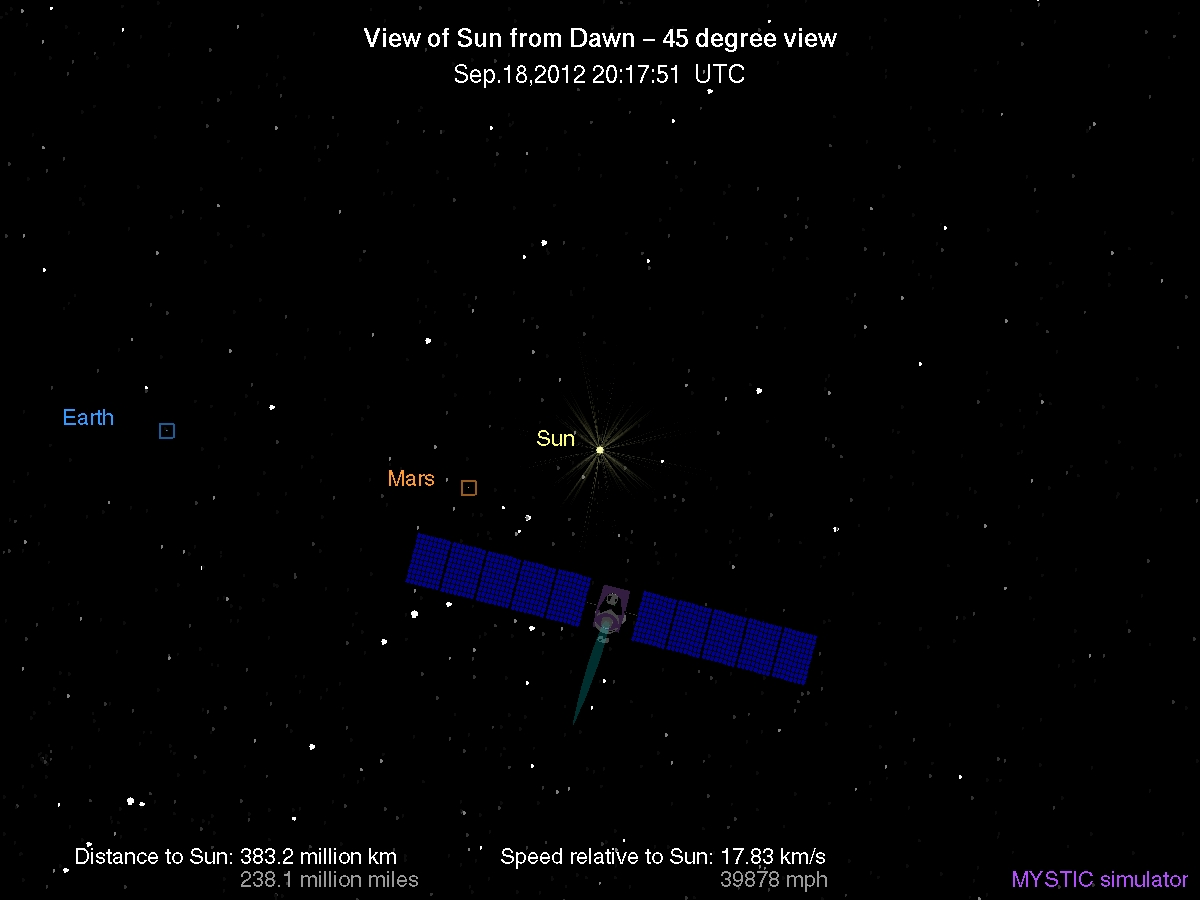 View of Sun from Dawn – 45 degree view
Sep.18,2012 20:17:51 UTC
Earth
Sun
Mars
Distance to Sun: 383.2 million km
238.1 million miles
Speed relative to Sun: 17.83 km/s
39878 mph
MYSTIC simulator